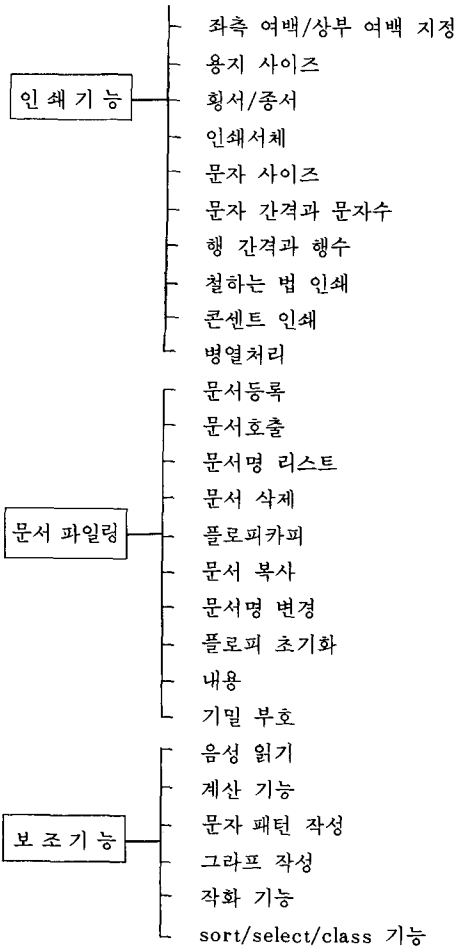 좌측 여백/상부 여백 지정
용지 사이즈
인쇄기능
횡서/종서
인쇄서체
문자 사이즈
문자 간격과 문자수
행 간격과 행수
철하는 법 인쇄
콘센트 인쇄
병열처리
문서등록
문서호출
문서명 리스트
문서 삭제
문서 파일링
플로피카피
문서 복사
문서명 변경
플로피 초기화
내용
기밀 부호
음성 읽기
계산 기능
문자 패턴 작성
보조기능
그라프 작성
작화 기능
sort/select/class 기능